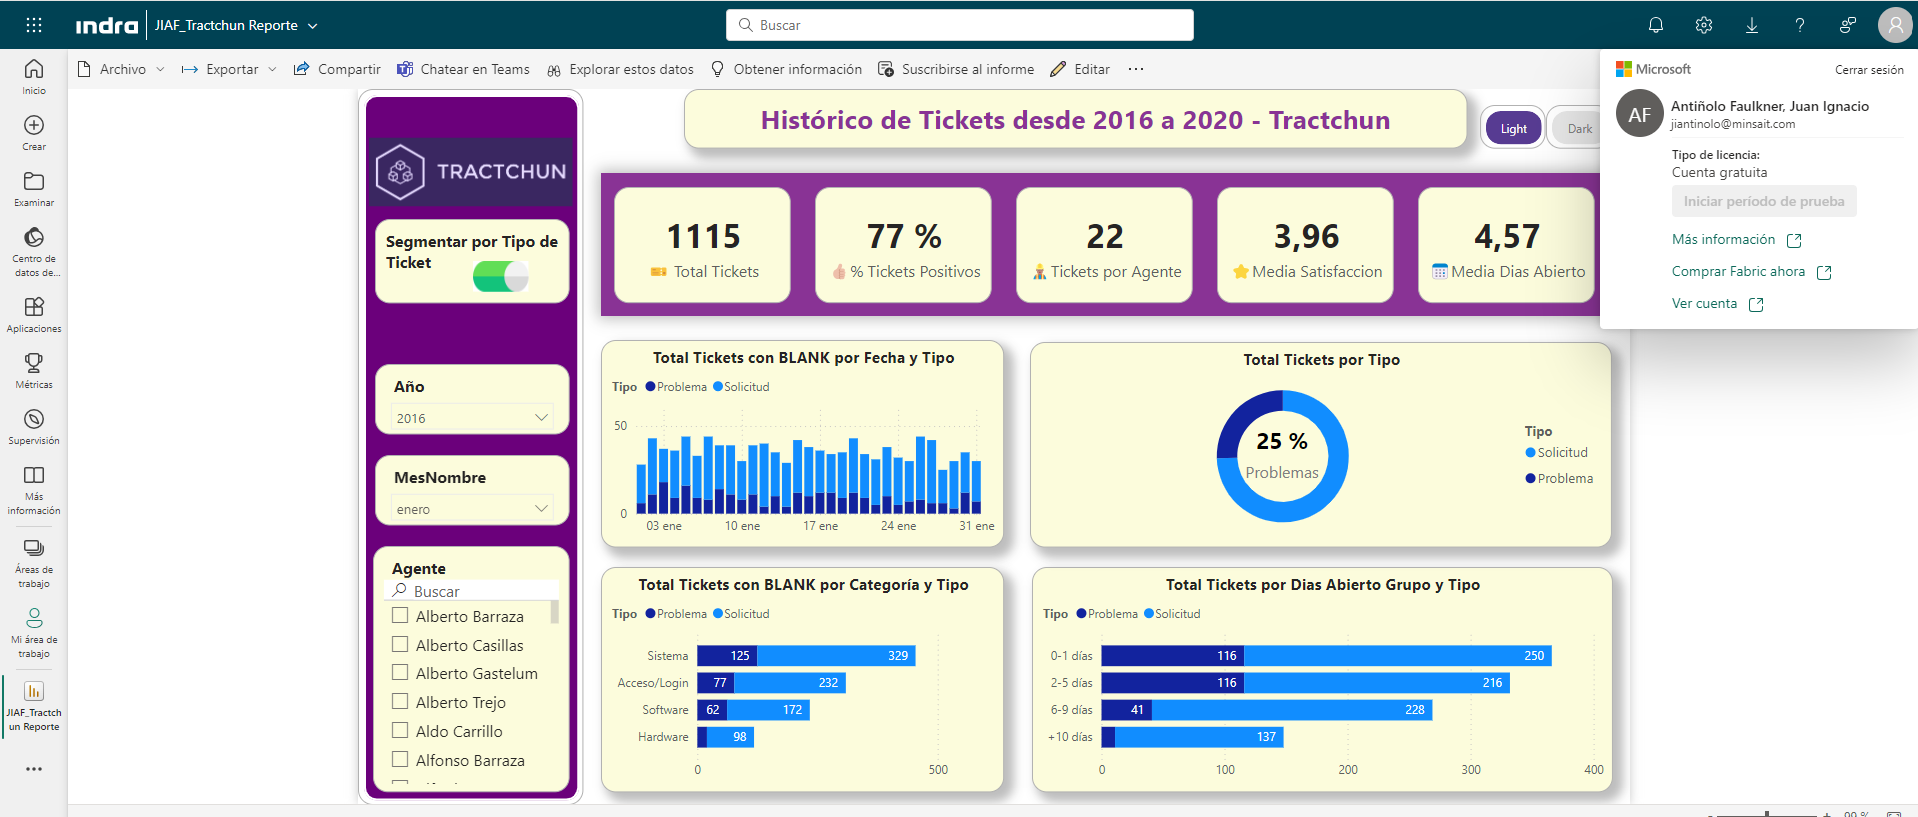 indra
JIAF_Tractchun Reporte
Buscar
Archivo
Exportar
Compartir
Chatear en Teams
Explorar estos datos
Obtener información
Suscribirse al informe
Editar
Inicio
Crear
Examinar
Centro de
datos de...
Aplicaciones
Métricas
Supervisión
Más
información
Áreas de
trabajo
Mi área de
trabajo
JIAF_Tractch
un Reporte
Microsoft
Cerrar sesión
AF
Antiñolo Faulkner, Juan Ignacio
jiantinolo@minsait.com
Tipo de licencia:
Cuenta gratuita
Iniciar período de prueba
Más información
Comprar Fabric ahora
Ver cuenta
Histórico de Tickets desde 2016 a 2020 - Tractchun
Light
Dark
TRACTCHUN
Segmentar por Tipo de
Ticket
Año
2016
MesNombre
enero
Agente
Buscar
Alberto Barraza
Alberto Casillas
Alberto Gastelum
Alberto Trejo
Aldo Carrillo
Alfonso Barraza
1115
Total Tickets
77 %
% Tickets Positivos
22
Tickets por Agente
3,96
Media Satisfaccion
4,57
Media Dias Abierto
Total Tickets con BLANK por Fecha y Tipo
Tipo Problema Solicitud
50
0
03 ene 10 ene 17 ene 24 ene 31 ene
Total Tickets por Tipo
25 %
Problemas
Tipo
Solicitud
Problema
Total Tickets con BLANK por Categoría y Tipo
Tipo Problema Solicitud
Sistema 125 329
Acceso/Login 77 232
Software 62 172
Hardware 98
0 500
Total Tickets por Dias Abierto Grupo y Tipo
Tipo Problema Solicitud
0-1 días 116 250
2-5 días 116 216
6-9 días 41 228
+10 días 137
0 100 200 300 400
99 %